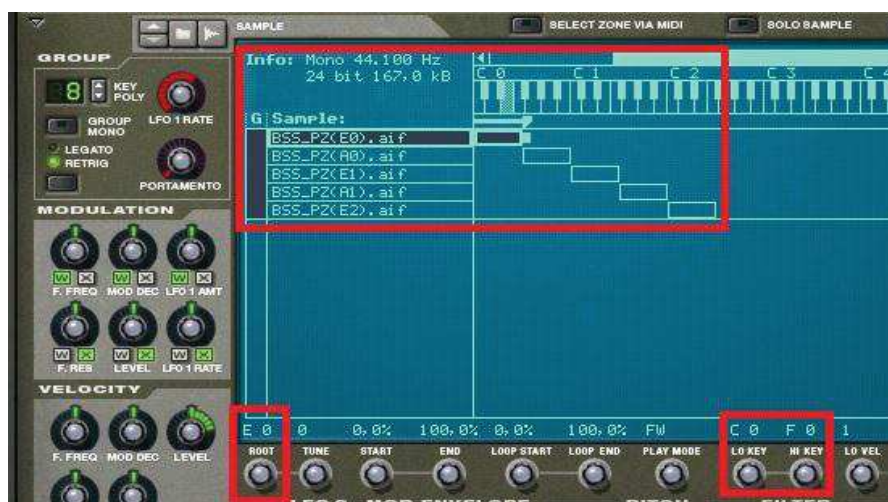 SAMPLE
SELECT ZONE VIA MIDI
SOLO SAMPLE
GROUP
8
KEY POLY
GROUP MONO
LFO 1 RATE
LEGATO
RETRIG
PORTAMENTO
MODULATION
W X W X W X
F. FREQ MOD DEC LFO 1 AMT
W X W X W X
F. RES LEVEL LFO 1 RATE
VELOCITY
F. FREQ MOD DEC LEVEL
Info: Mono 44.100 Hz
24 bit 167,0 kB
C 0 C 1 C 2 C 3 C 4
G Sample:
BSS_PZ(E0).aif
BSS_PZ(A0).aif
BSS_PZ(E1).aif
BSS_PZ(A1).aif
BSS_PZ(E2).aif
E 0 0 0,0% 100,0% 0,0% 100,0% FW C 0 F 0 1
ROOT TUNE START END LOOP START LOOP END PLAY MODE LO KEY HI KEY LO VEL